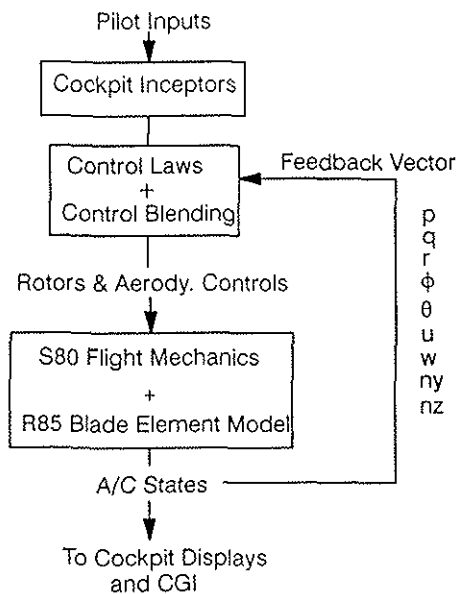 Pilot Inputs
Cockpit Inceptors
Control Laws
+
Control Blending
Feedback Vector
p
q
r
ϕ
θ
u
w
ny
nz
Rotors & Aerody. Controls
S80 Flight Mechanics
+
R85 Blade Element Model
A/C States
To Cockpit Displays
and CGI